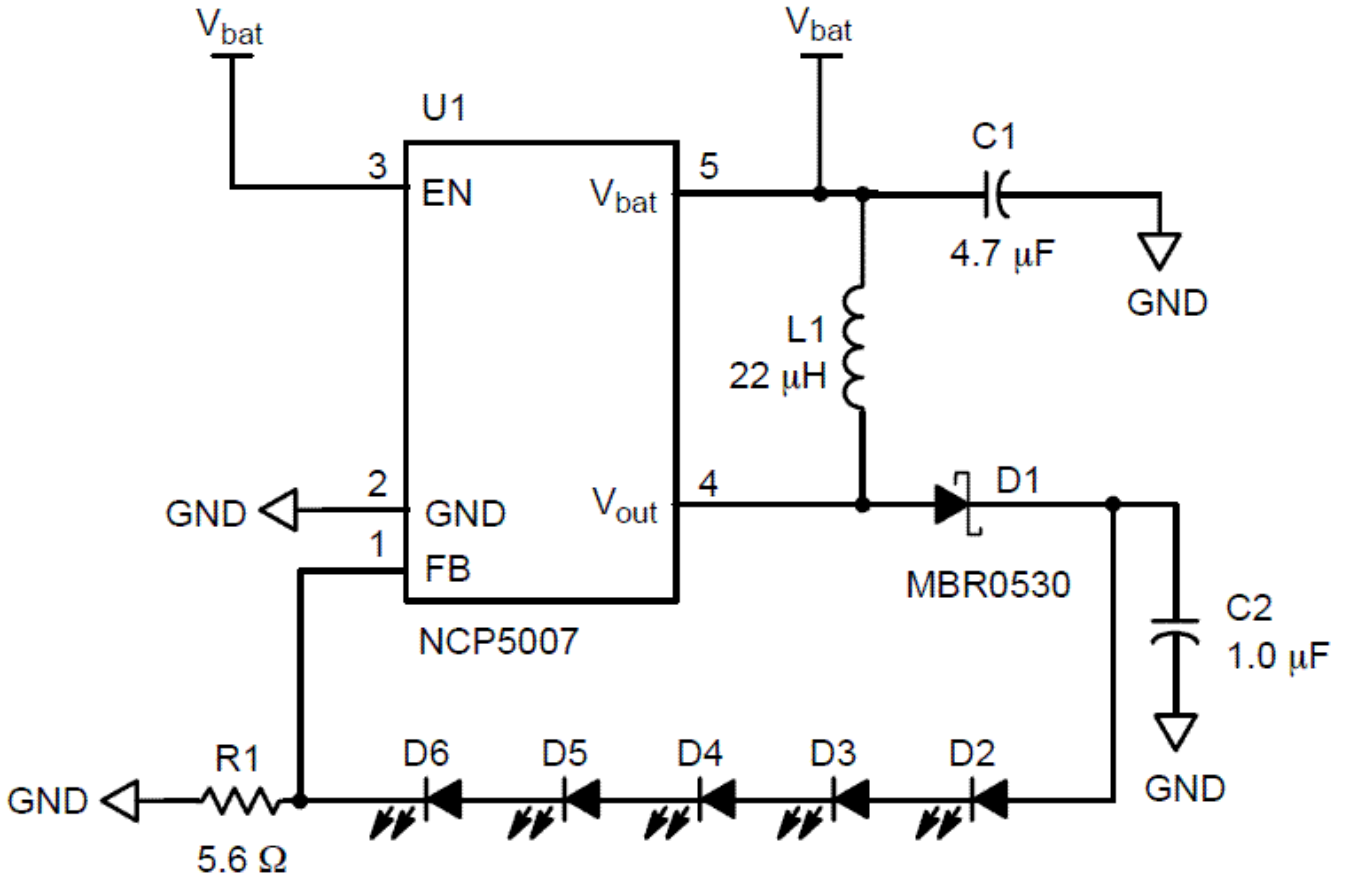 Vbat
Vbat
U1
C1
3
5
EN
Vbat
4.7 μF
GND
L1
22 μH
2
4
D1
GND
GND
Vout
1
FB
MBR0530
C2
1.0 μF
NCP5007
R1
D6
D5
D4
D3
D2
GND
GND
5.6 Ω